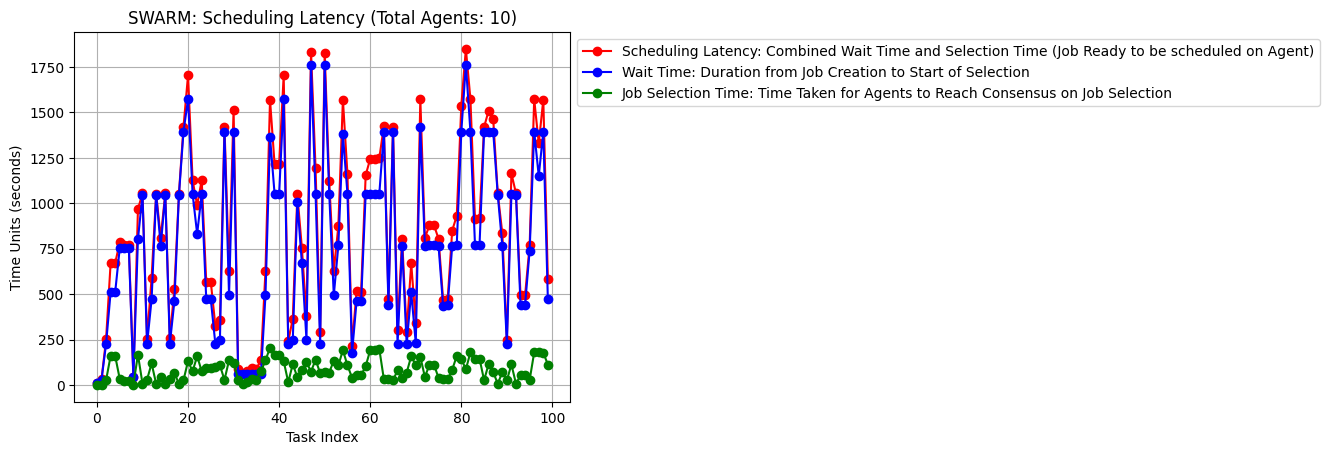 SWARM: Scheduling Latency (Total Agents: 10)
Scheduling Latency: Combined Wait Time and Selection Time (Job Ready to be scheduled on Agent)
Wait Time: Duration from Job Creation to Start of Selection
Job Selection Time: Time Taken for Agents to Reach Consensus on Job Selection
Time Units (seconds)
1750
1500
1250
1000
750
500
250
0
0 20 40 60 80 100
Task Index